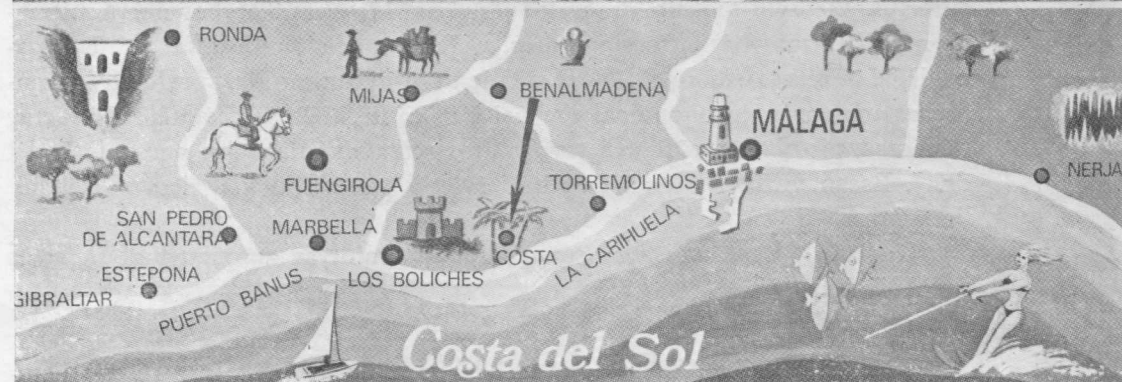 RONDA
MIJAS
BENALMADENA
MALAGA
FUENGIROLA
TORREMOLINOS
NERJA
SAN PEDRO
DE ALCANTARA
MARBELLA
COSTA
LA CARIHUELA
ESTEPONA
LOS BOLICHES
GIBRALTAR
PUERTO BANUS
Costa del Sol